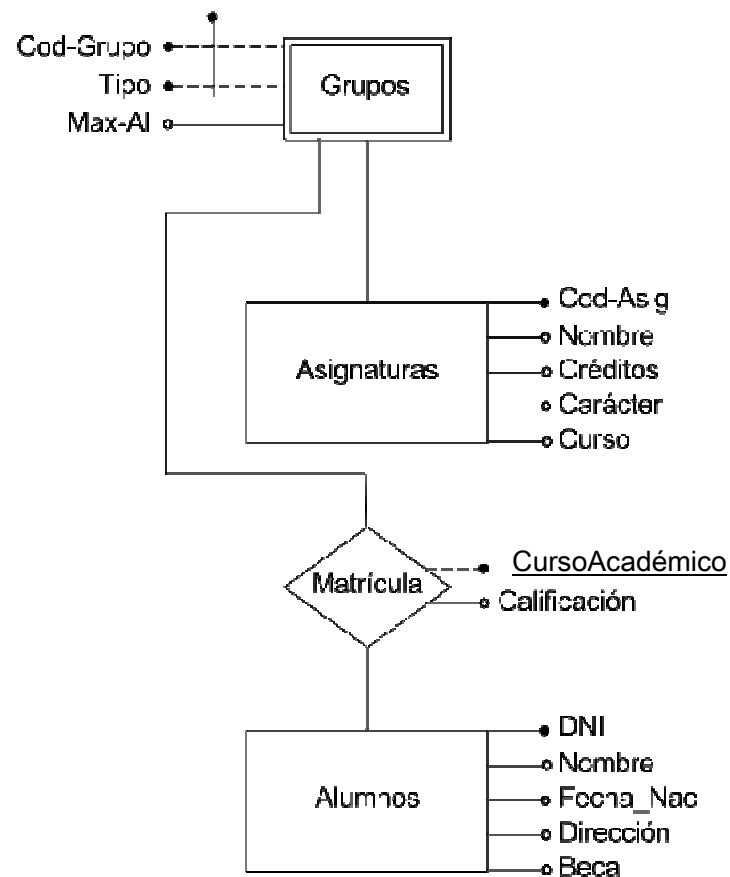 Cod-Grupo
Tipo
Max-Al
Grupos
Asignaturas
Cod-Asig
Nombre
Créditos
Carácter
Curso
Matrícula
CursoAcadémico
Calificación
Alumnos
DNI
Nombre
Fecha_Nac
Dirección
Beca